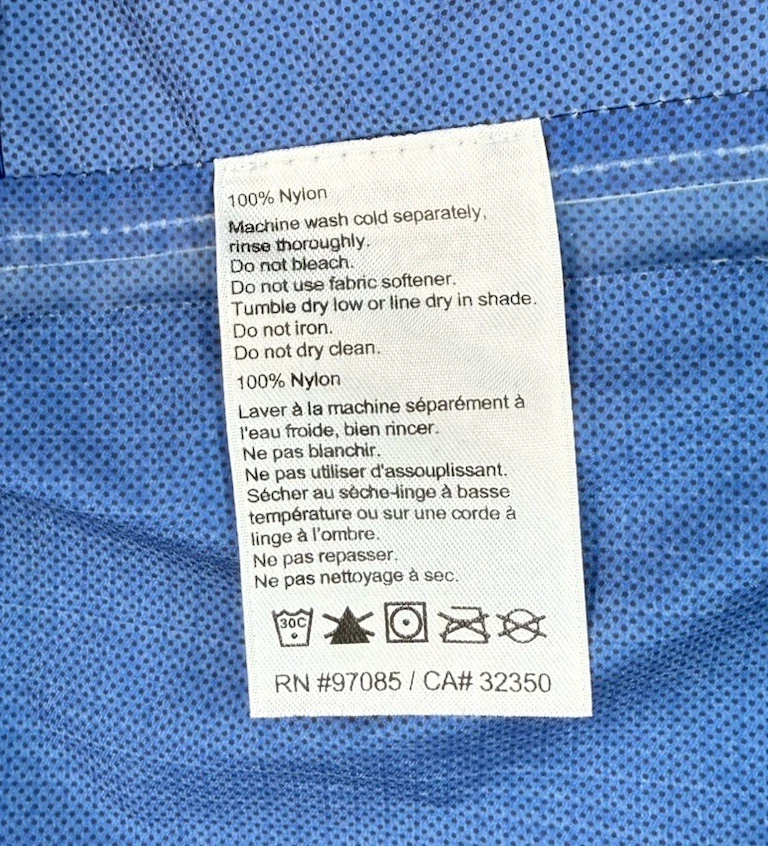 100% Nylon
Machine wash cold separately,
rinse thoroughly.
Do not bleach.
Do not use fabric softener.
Tumble dry low or line dry in shade.
Do not iron.
Do not dry clean.
100% Nylon
Laver à la machine séparément à
l'eau froide, bien rincer.
Ne pas blanchir.
Ne pas utiliser d'assouplissant.
Sécher au sèche-linge à basse
température ou sur une corde à
linge à l'ombre.
Ne pas repasser.
Ne pas nettoyage à sec.
30C
RN #97085 / CA# 32350